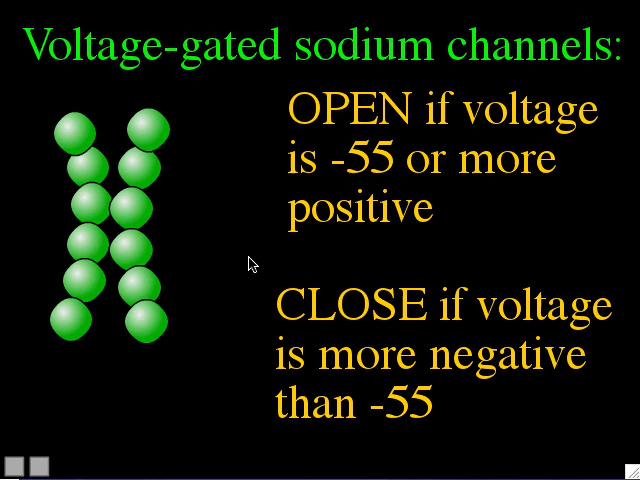 Voltage-gated sodium channels:
OPEN if voltage
is -55 or more
positive
CLOSE if voltage
is more negative
than -55